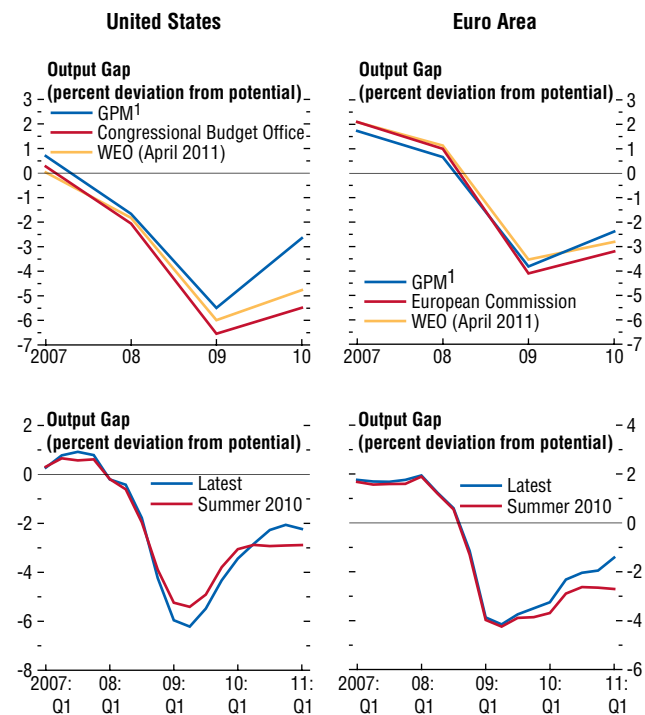 United States
Euro Area
Output Gap
(percent deviation from potential)
GPM1
Congressional Budget Office
WEO (April 2011)
3
2
1
0
-1
-2
-3
-4
-5
-6
-7
2007 08 09 10
Output Gap
(percent deviation from potential)
GPM1
European Commission
WEO (April 2011)
3
2
1
0
-1
-2
-3
-4
-5
-6
-7
2007 08 09 10
Output Gap
(percent deviation from potential)
Latest
Summer 2010
2
0
-2
-4
-6
-8
2007: 08: 09: 10: 11:
Q1 Q1 Q1 Q1 Q1
Output Gap
(percent deviation from potential)
Latest
Summer 2010
4
2
0
-2
-4
-6
2007: 08: 09: 10: 11:
Q1 Q1 Q1 Q1 Q1